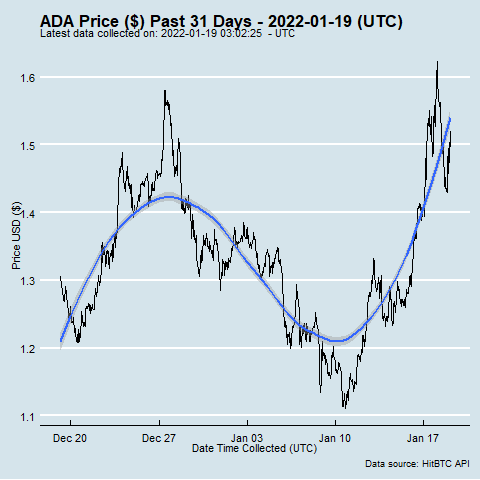 ADA Price ($) Past 31 Days - 2022-01-19 (UTC)
Latest data collected on: 2022-01-19 03:02:25 - UTC
1.6
1.5
1.4
1.3
1.2
1.1
Price USD ($)
Dec 20
Dec 27
Jan 03
Jan 10
Jan 17
Date Time Collected (UTC)
Data source: HitBTC API